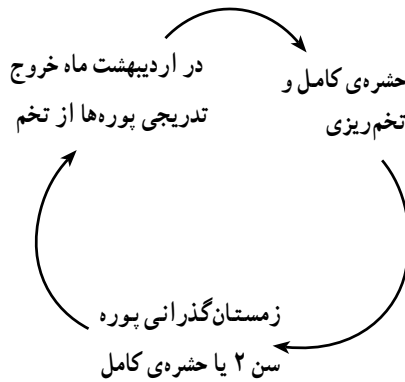 در اردیبهشت ماه خروج
تدریجی پوره‌ها از تخم
حشره‌ی کامل و
تخم‌ریزی
زمستان‌گذرانی پوره
سن ۲ یا حشره‌ی کامل